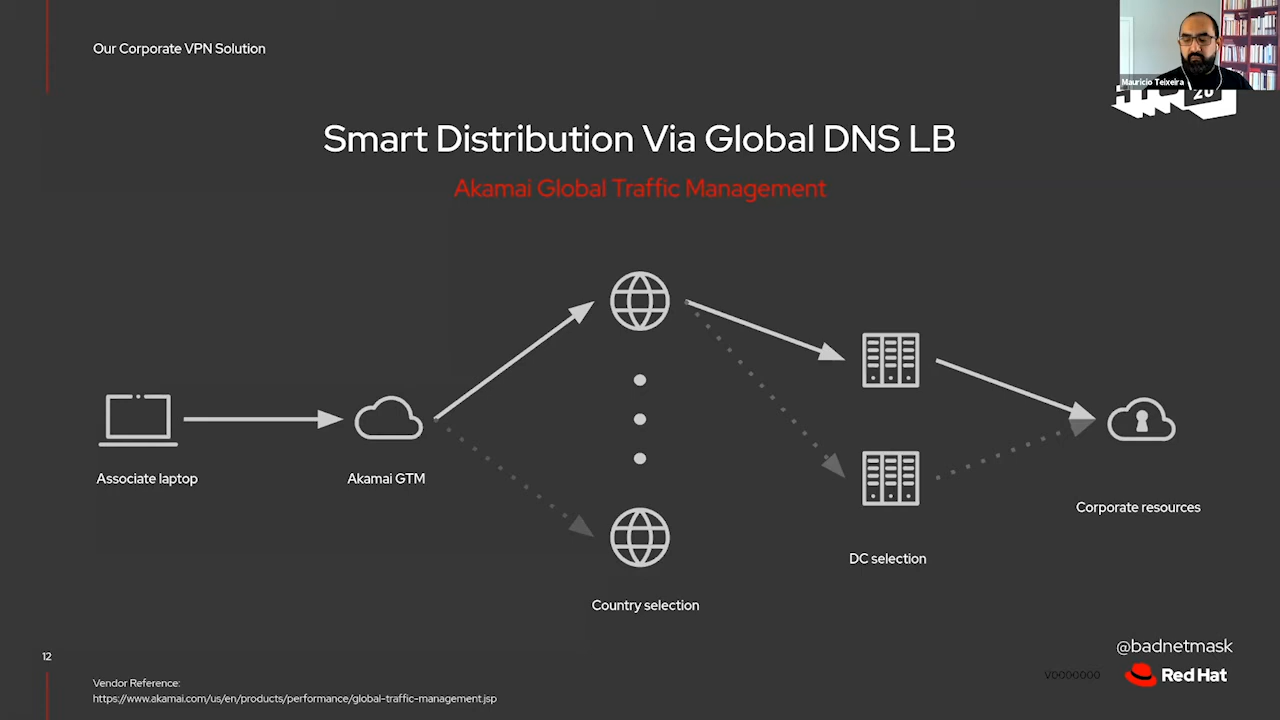 Our Corporate VPN Solution
Mauricio Teixeira
20
Smart Distribution Via Global DNS LB
Akamai Global Traffic Management
Associate laptop
Akamai GTM
Corporate resources
DC selection
Country selection
@badnetmask
12
V0000000
Red Hat
Vendor Reference:
https://www.akamai.com/us/en/products/performance/global-traffic-management.jsp